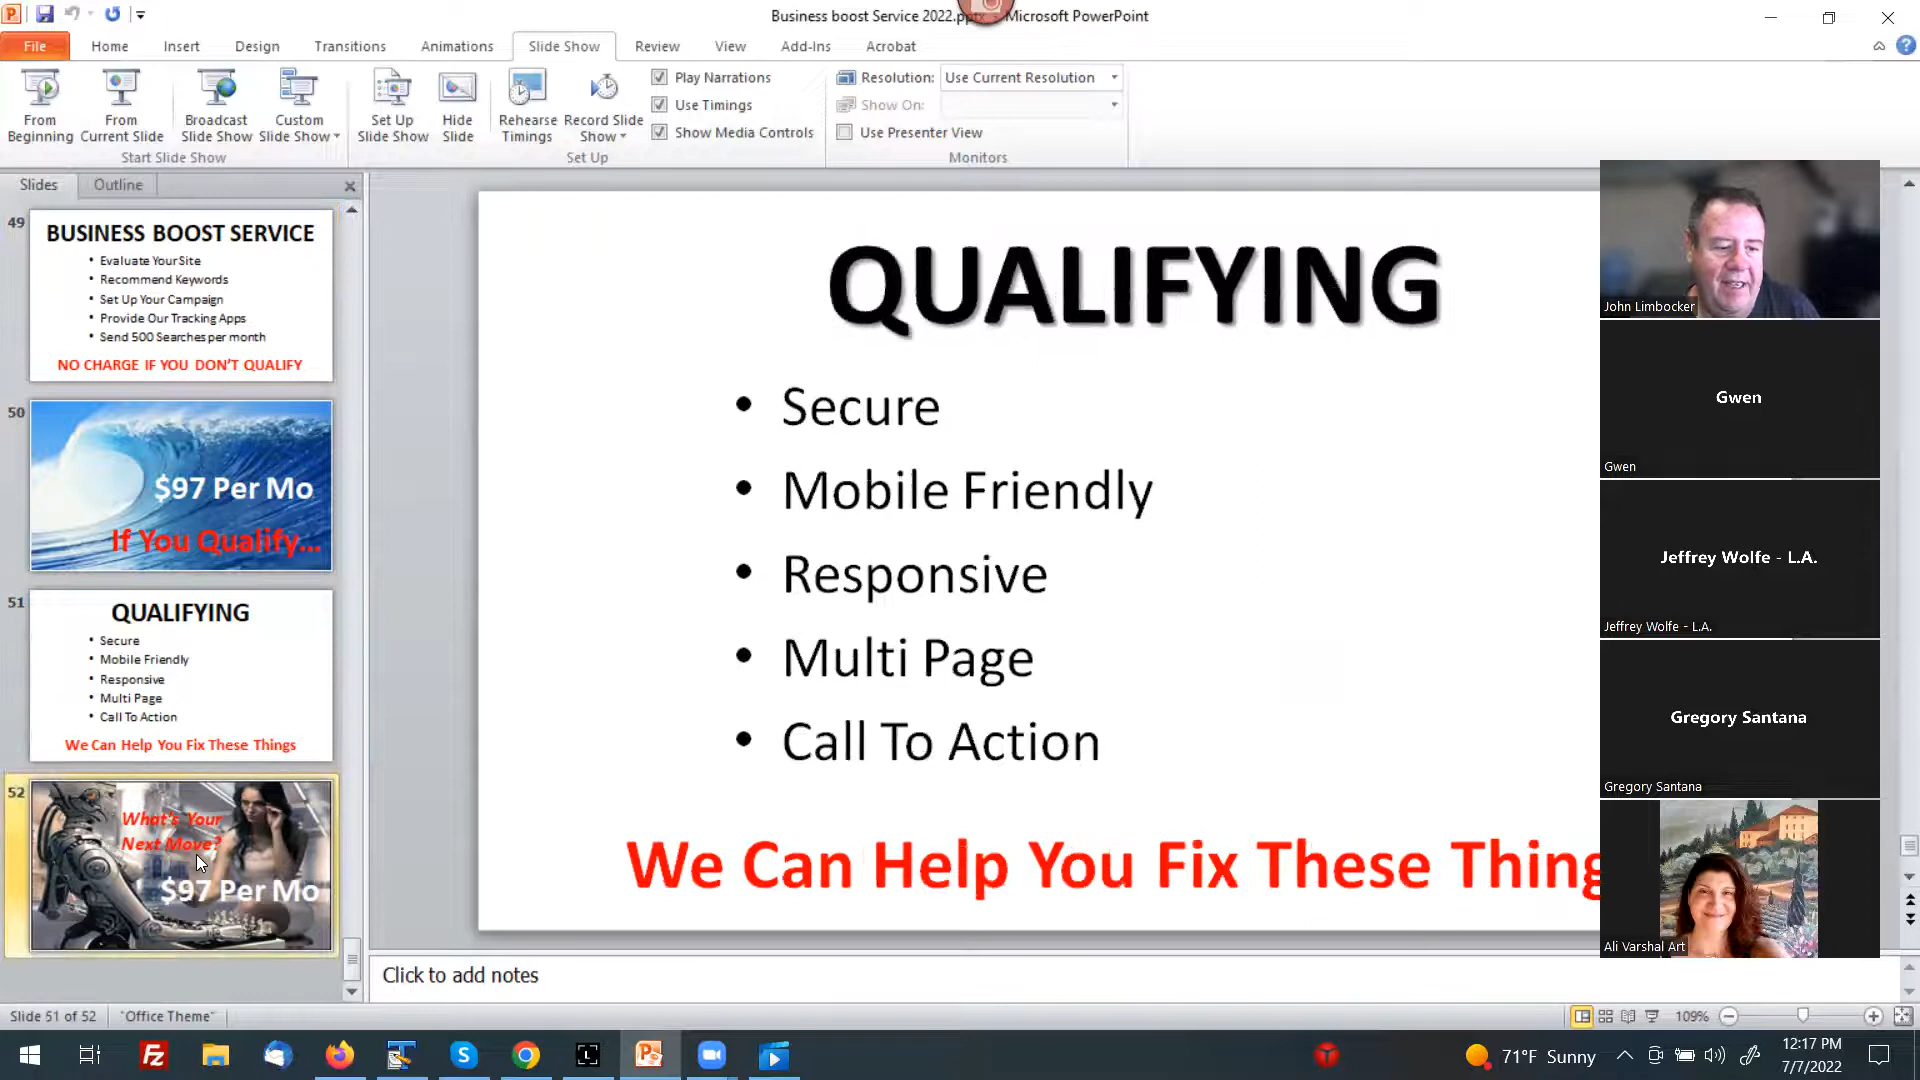 Business boost Service 2022.pptx - Microsoft PowerPoint
File
Home
Insert
Design
Transitions
Animations
Slide Show
Review
View
Add-Ins
Acrobat
From Beginning
From Current Slide
Broadcast Slide Show
Custom Slide Show
Start Slide Show
Set Up Slide Show
Hide Slide
Rehearse Timings
Record Slide Show
Play Narrations
Use Timings
Show Media Controls
Set Up
Resolution: Use Current Resolution
Show On:
Use Presenter View
Monitors
Slides
Outline
49
BUSINESS BOOST SERVICE
• Evaluate Your Site
• Recommend Keywords
• Set Up Your Campaign
• Provide Our Tracking Apps
• Send 500 Searches per month
NO CHARGE IF YOU DON'T QUALIFY
50
$97 Per Mo
If You Qualify...
51
QUALIFYING
• Secure
• Mobile Friendly
• Responsive
• Multi Page
• Call To Action
We Can Help You Fix These Things
52
What's Your
Next Move?
$97 Per Mo
QUALIFYING
• Secure
• Mobile Friendly
• Responsive
• Multi Page
• Call To Action
We Can Help You Fix These Thing
John Limbocker
Gwen
Gwen
Jeffrey Wolfe - L.A.
Jeffrey Wolfe - L.A.
Gregory Santana
Gregory Santana
Ali Varshal Art
Click to add notes
Slide 51 of 52
"Office Theme"
109%
71°F Sunny
12:17 PM
7/7/2022